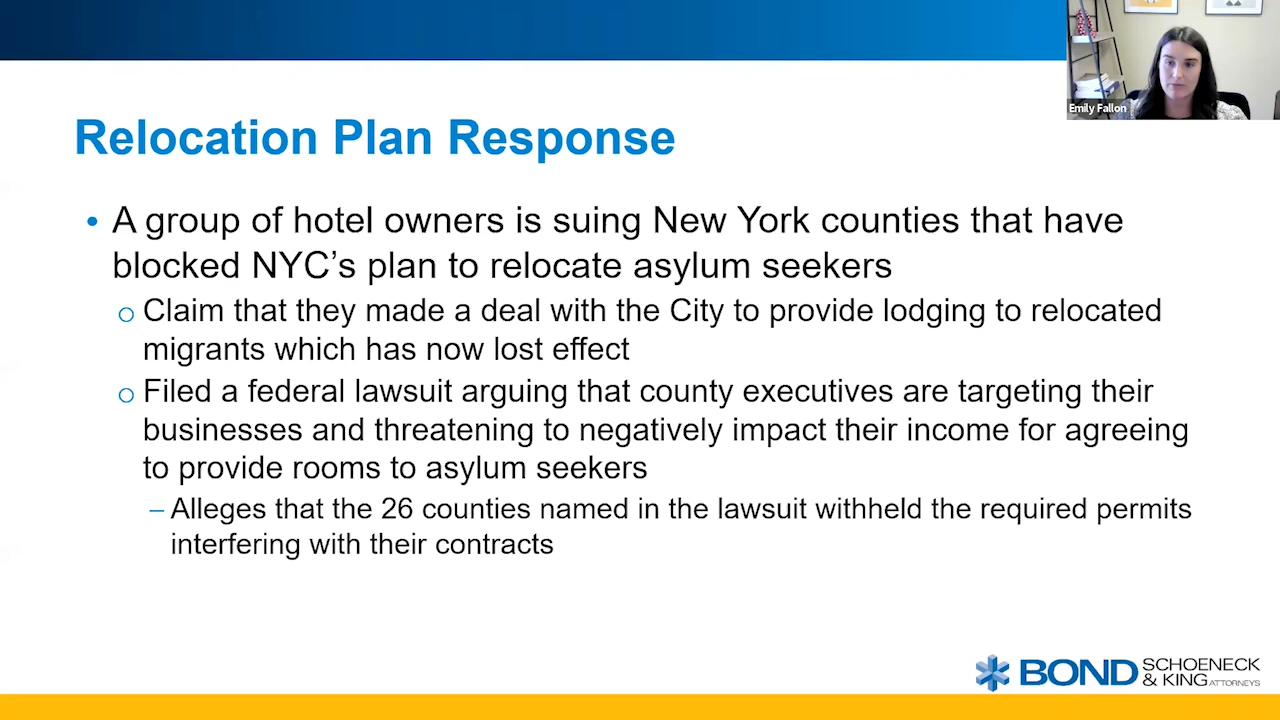 Emily Fallon
Relocation Plan Response
• A group of hotel owners is suing New York counties that have
blocked NYC’s plan to relocate asylum seekers
o Claim that they made a deal with the City to provide lodging to relocated
migrants which has now lost effect
o Filed a federal lawsuit arguing that county executives are targeting their
businesses and threatening to negatively impact their income for agreeing
to provide rooms to asylum seekers
– Alleges that the 26 counties named in the lawsuit withheld the required permits
interfering with their contracts
BOND SCHOENECK
& KING ATTORNEYS